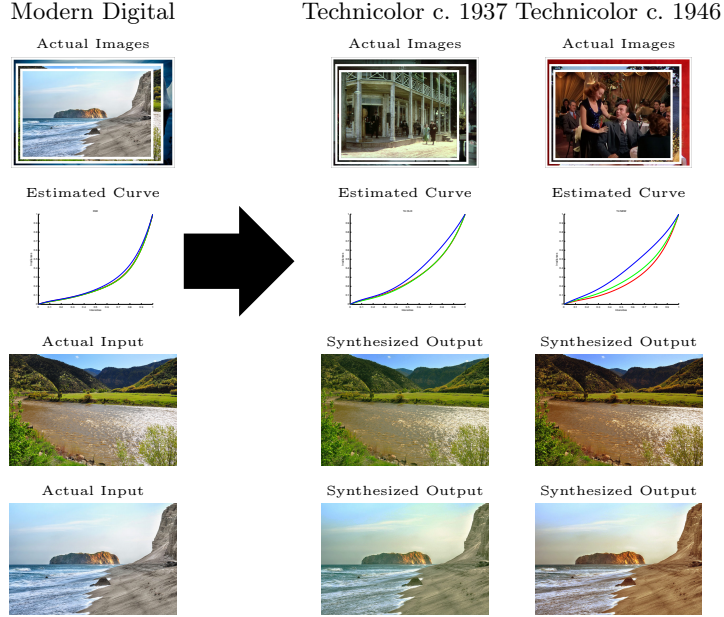 Modern Digital
Technicolor c. 1937 Technicolor c. 1946
Actual Images
Actual Images
Actual Images
Estimated Curve
Estimated Curve
Estimated Curve
Actual Input
Synthesized Output
Synthesized Output
Actual Input
Synthesized Output
Synthesized Output